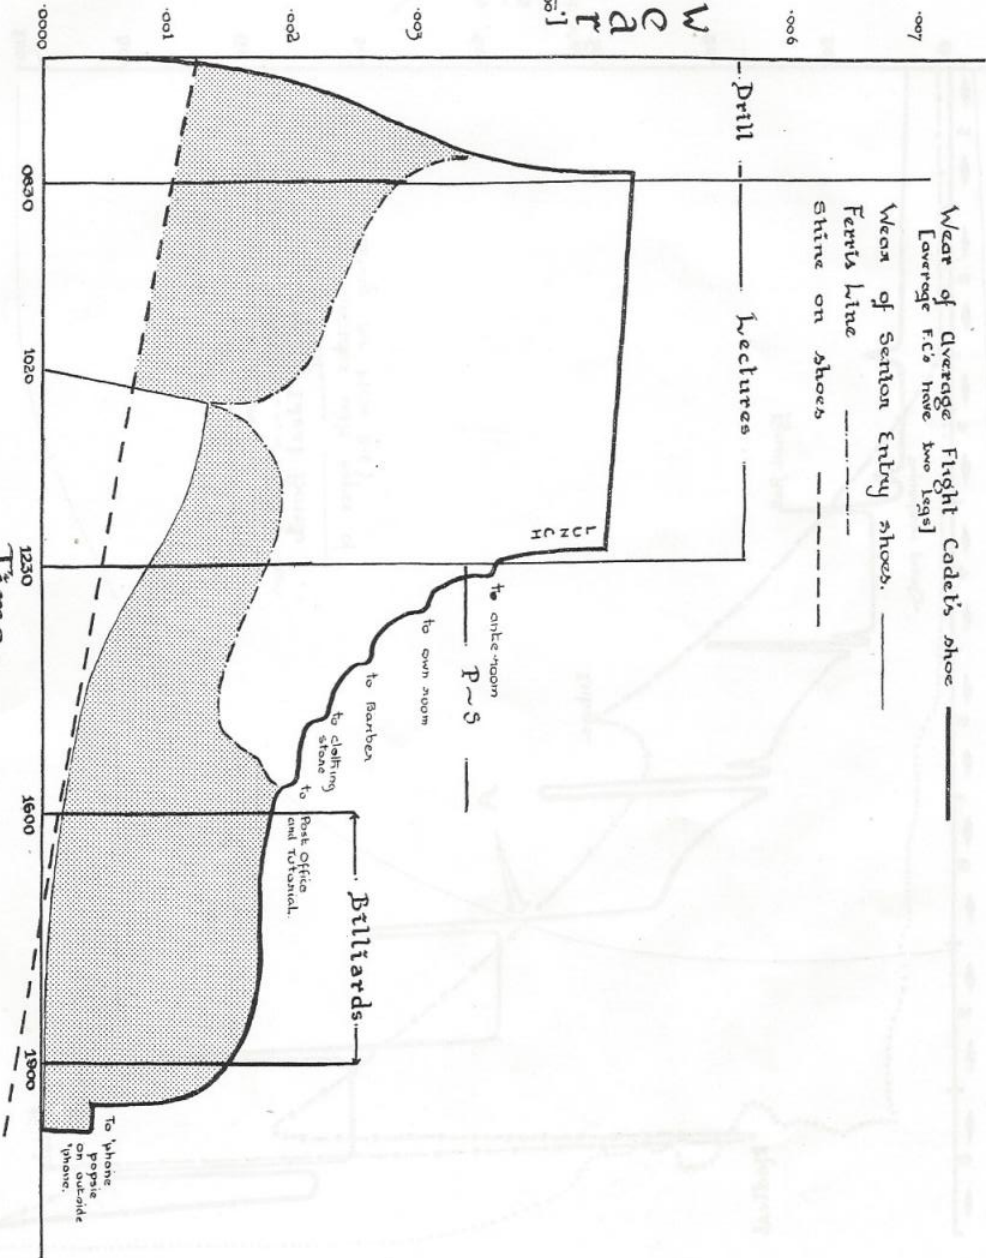 Wear of Average Flight Cadet's shoe
[average F.C's have two legs]
Wear of Senior Entry shoes.
Ferris Line
Shine on shoes
Wear
.007
.006
.003
.002
.001
.0000
Drill
Lectures
LUNCH
P~S
Billiards
to ante-room
to own room
to Barber
to clothing
store
to Post Office
and Tutorial.
To 'phone
popsie
on outside
'phone.
0830
1020
1230
1600
1900
Time